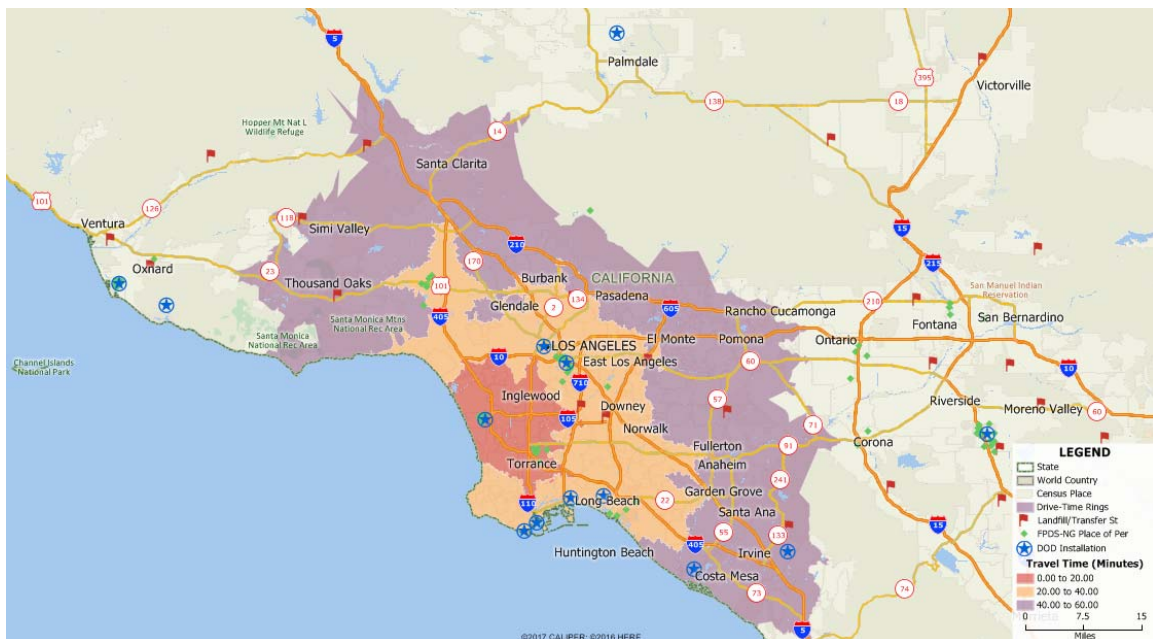 5
Palmdale
395
Victorville
138
18
Hopper Mt Nat L
Wildlife Refuge
14
Santa Clarita
101
126
Ventura
118
Simi Valley
15
Oxnard
23
Thousand Oaks
170
210
Burbank
CALIFORNIA
215
101
134
Pasadena
San Manuel Indian
Reservation
Glendale
2
605
Rancho Cucamonga
210
Santa Monica Mtns
National Rec Area
405
Fontana
San Bernardino
Santa Monica
National Rec Area
El Monte
Pomona
Ontario
LOS ANGELES
10
East Los Angeles
60
Channel Islands
National Park
10
710
Inglewood
57
Riverside
Moreno Valley
60
105
Downey
71
Norwalk
Corona
Fullerton
91
Torrance
Anaheim
241
110
Long Beach
22
Garden Grove
Santa Ana
55
133
15
405
Huntington Beach
Irvine
Costa Mesa
73
74
5
LEGEND
State
World Country
Census Place
Drive-Time Rings
Landfill/Transfer St
FPDS-NG Place of Per
DOD Installation
Travel Time (Minutes)
0.00 to 20.00
20.00 to 40.00
40.00 to 60.00
0 7.5 15
Miles
©2017 CALIPER; ©2016 HERE